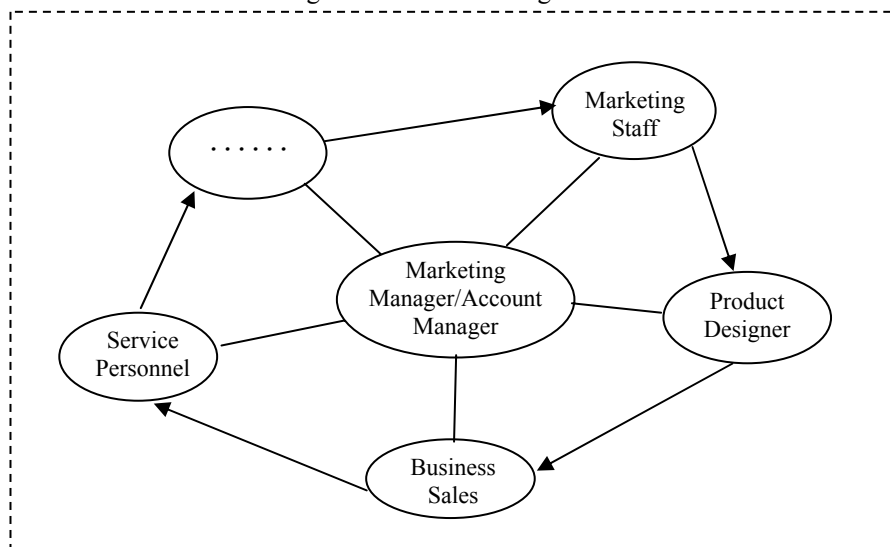 Marketing
Staff
. . . . . .
Marketing
Manager/Account
Manager
Product
Designer
Service
Personnel
Business
Sales